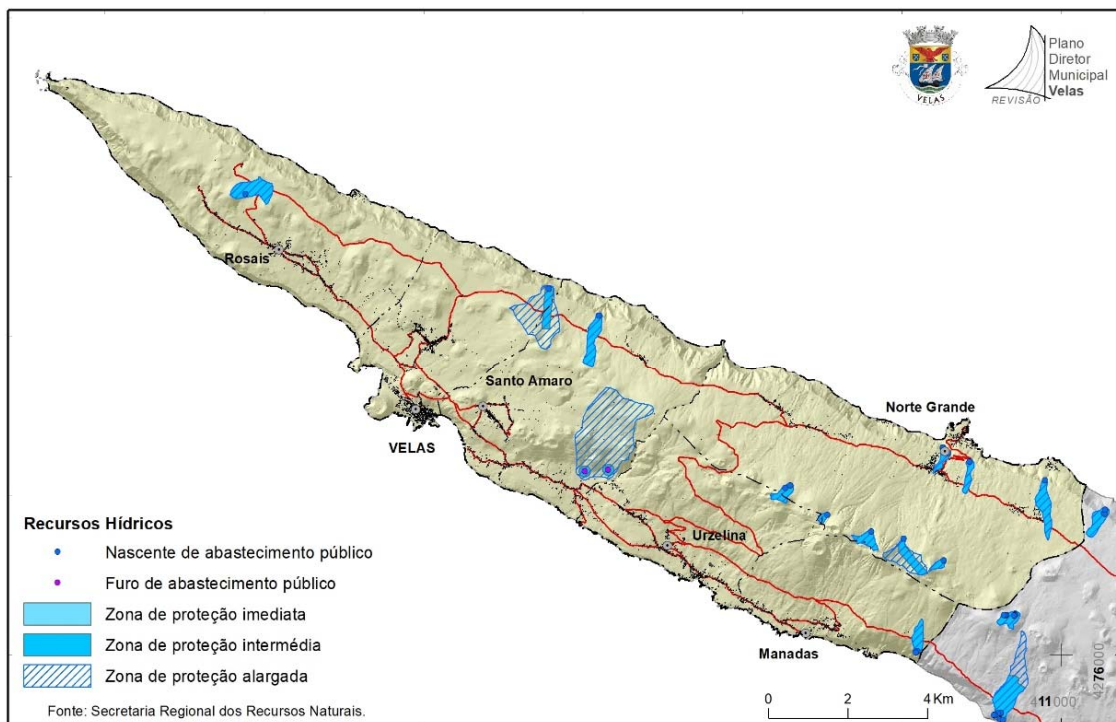 VELAS
Plano
Diretor
Municipal
Velas
REVISÃO
Rosais
Santo Amaro
VELAS
Norte Grande
Urzelina
Manadas
Recursos Hídricos
Nascente de abastecimento público
Furo de abastecimento público
Zona de proteção imediata
Zona de proteção intermédia
Zona de proteção alargada
Fonte: Secretaria Regional dos Recursos Naturais.
0 2 4 Km
411000
4276000